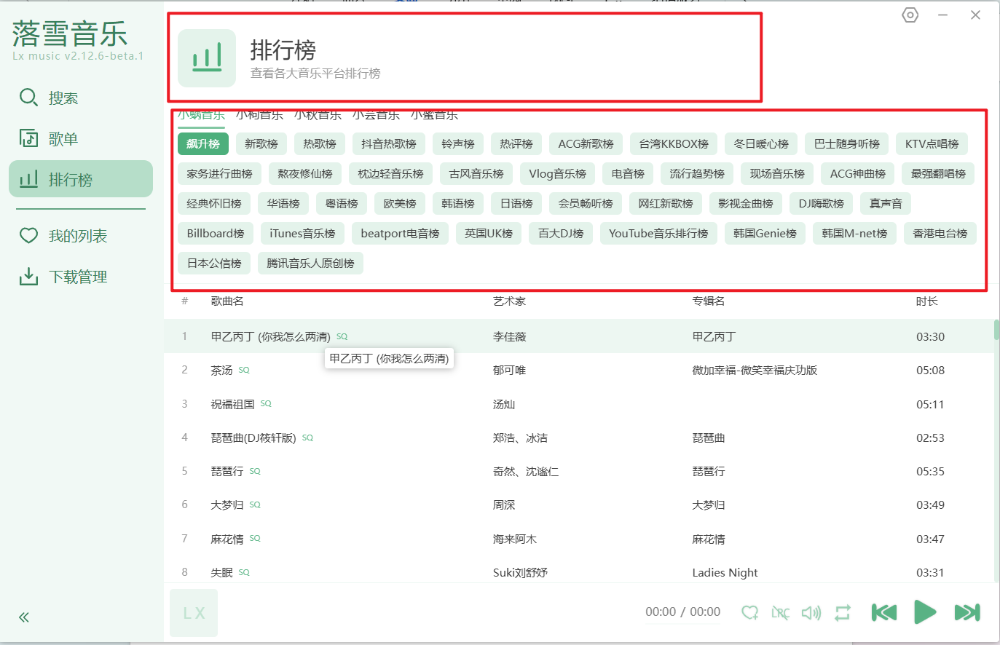 落雪音乐
Lx music v2.12.6-beta.1
搜索
歌单
排行榜
我的列表
下载管理
排行榜
查看各大音乐平台排行榜
小蜗音乐 小枸音乐 小秋音乐 小芸音乐 小蜜音乐
飙升榜 新歌榜 热歌榜 抖音热歌榜 铃声榜 热评榜 ACG新歌榜 台湾KKBOX榜 冬日暖心榜 巴士随身听榜 KTV点唱榜
家务进行曲榜 熬夜修仙榜 枕边轻音乐榜 古风音乐榜 Vlog音乐榜 电音榜 流行趋势榜 现场音乐榜 ACG神曲榜 最强翻唱榜
经典怀旧榜 华语榜 粤语榜 欧美榜 韩语榜 日语榜 会员畅听榜 网红新歌榜 影视金曲榜 DJ嗨歌榜 真声音
Billboard榜 iTunes音乐榜 beatport电音榜 英国UK榜 百大DJ榜 YouTube音乐排行榜 韩国Genie榜 韩国M-net榜 香港电台榜
日本公信榜 腾讯音乐人原创榜
# 歌曲名 艺术家 专辑名 时长
1 甲乙丙丁 (你我怎么两清) SQ 李佳薇 甲乙丙丁 03:30
甲乙丙丁 (你我怎么两清)
2 茶汤 SQ 郁可唯 微加幸福-微笑幸福庆功版 05:08
3 祝福祖国 SQ 汤灿 05:11
4 琵琶曲(DJ筱轩版) SQ 郑浩、冰洁 琵琶曲 02:53
5 琵琶行 SQ 奇然、沈谧仁 琵琶行 05:35
6 大梦归 SQ 周深 大梦归 03:49
7 麻花情 SQ 海来阿木 麻花情 03:47
8 失眠 SQ Suki刘舒妤 Ladies Night 03:31
LX
00:00 / 00:00
LRC